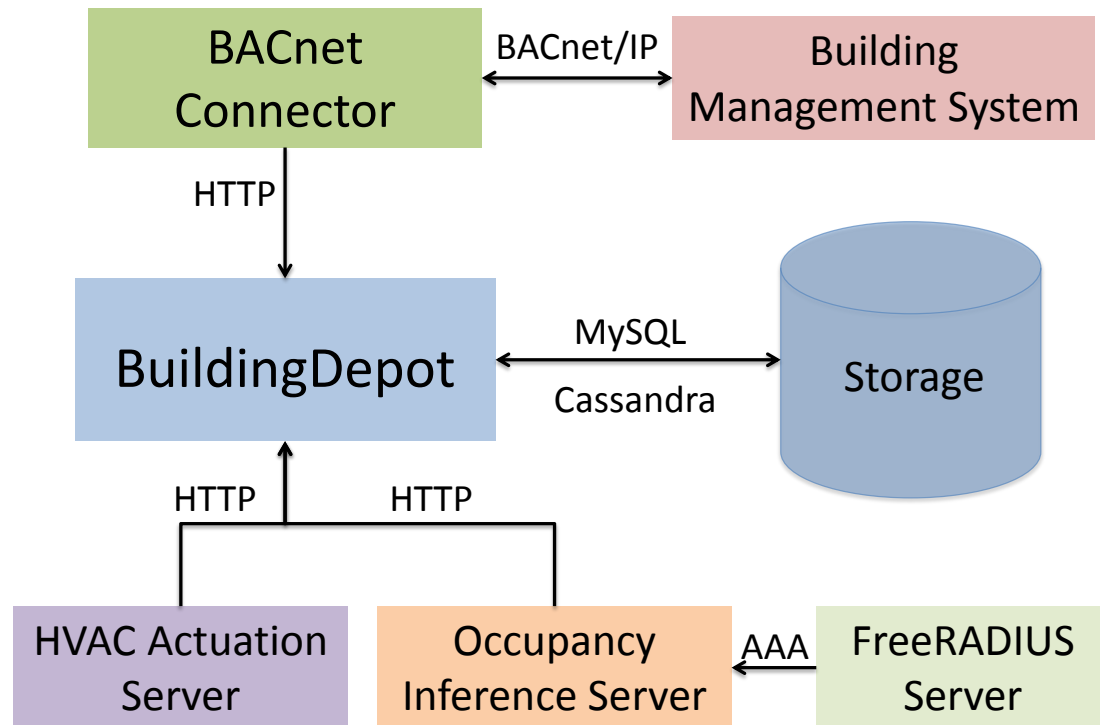 BACnet
Connector
BACnet/IP
Building
Management System
HTTP
BuildingDepot
MySQL
Cassandra
Storage
HTTP
HTTP
HVAC Actuation
Server
Occupancy
Inference Server
AAA
FreeRADIUS
Server